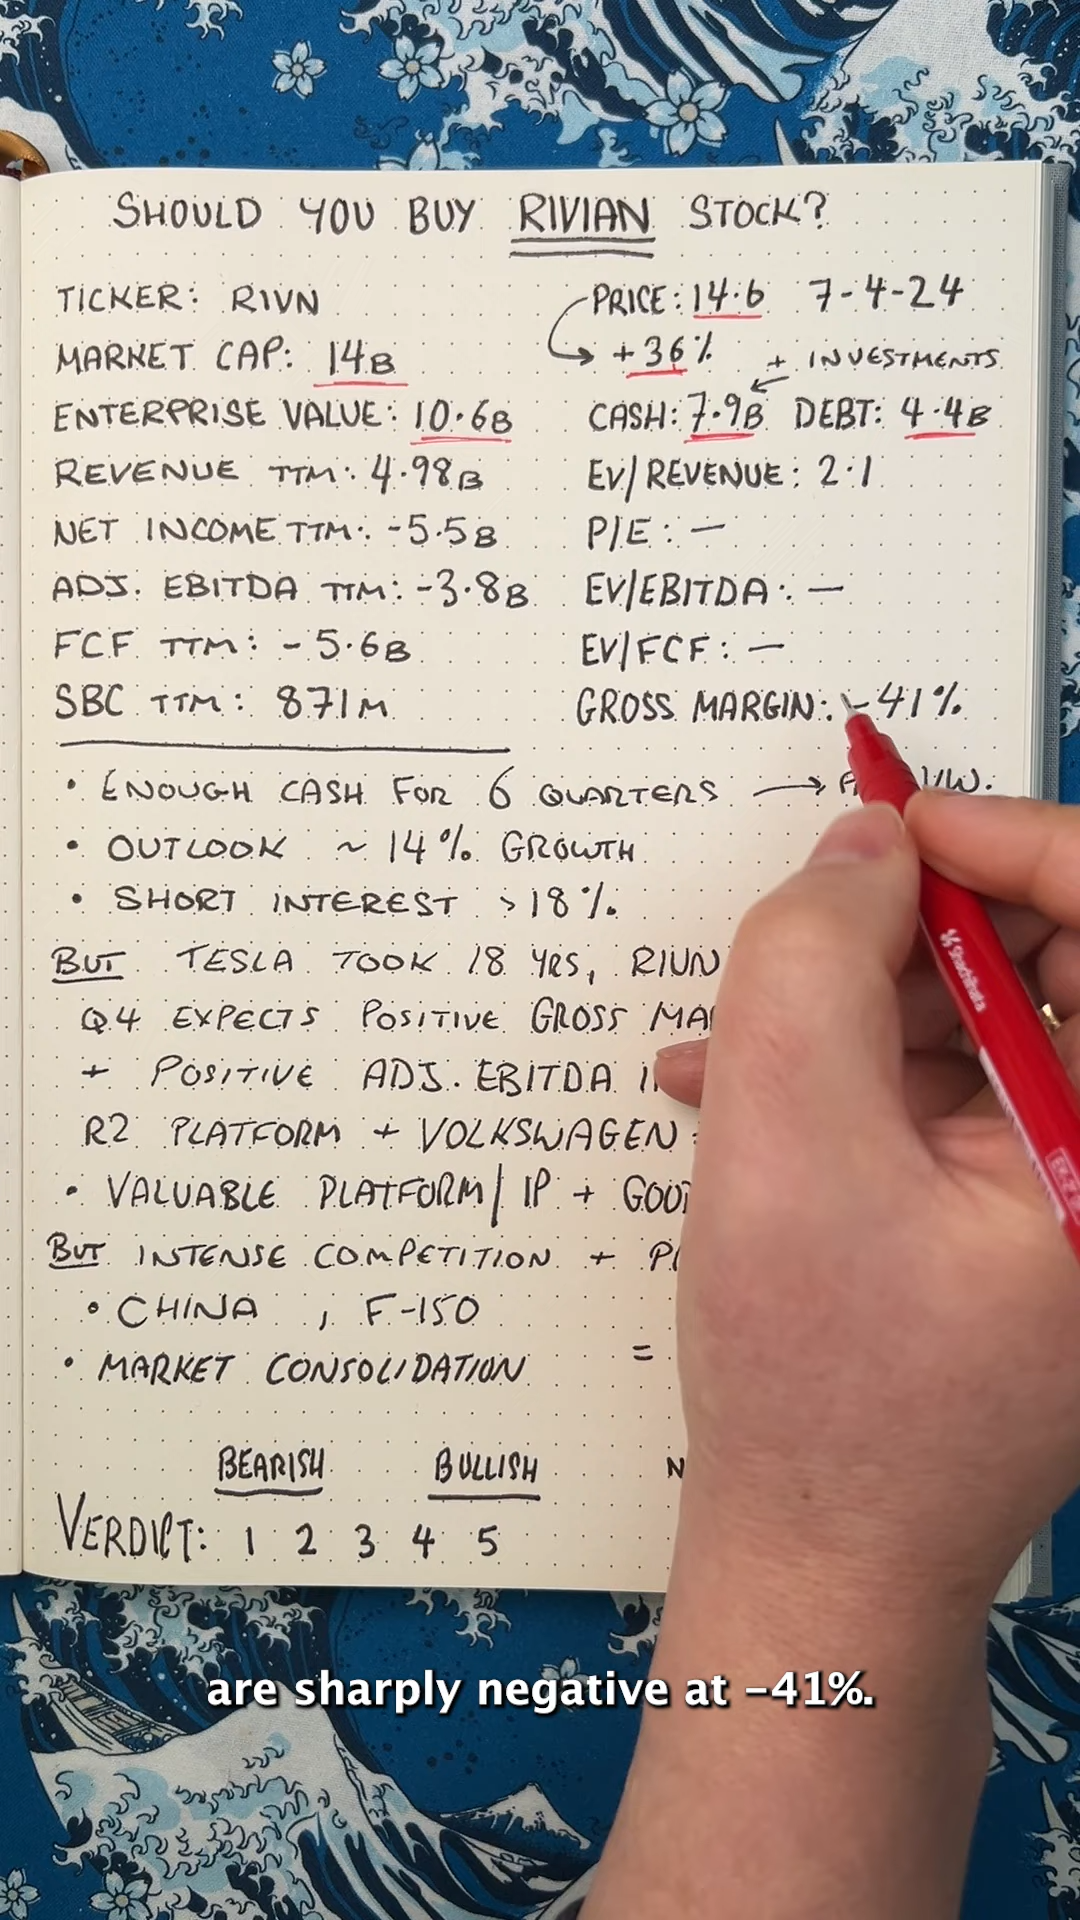 SHOULD YOU BUY RIVIAN STOCK?
TICKER: RIVN
PRICE: 14.6 7-4-24
MARKET CAP: 14B
+36%
+ INVESTMENTS
ENTERPRISE VALUE: 10.6B
CASH: 7.9B DEBT: 4.4B
REVENUE TTM: 4.98B
EV/REVENUE: 2.1
NET INCOME TTM: -5.5B
P/E: —
ADJ. EBITDA TTM: -3.8B
EV/EBITDA: —
FCF TTM: -5.6B
EV/FCF: —
SBC TTM: 871M
GROSS MARGIN: -41%
• ENOUGH CASH FOR 6 QUARTERS →
• OUTLOOK ~14% GROWTH
• SHORT INTEREST >18%
BUT TESLA TOOK 18 YRS, RIVN
Q4 EXPECTS POSITIVE GROSS
+ POSITIVE ADJ. EBITDA
R2 PLATFORM + VOLKSWAGEN =
• VALUABLE PLATFORM/IP +
BUT INTENSE COMPETITION +
• CHINA, F-150
=
• MARKET CONSOLIDATION
BEARISH BULLISH
VERDICT: 1 2 3 4 5
are sharply negative at -41%.